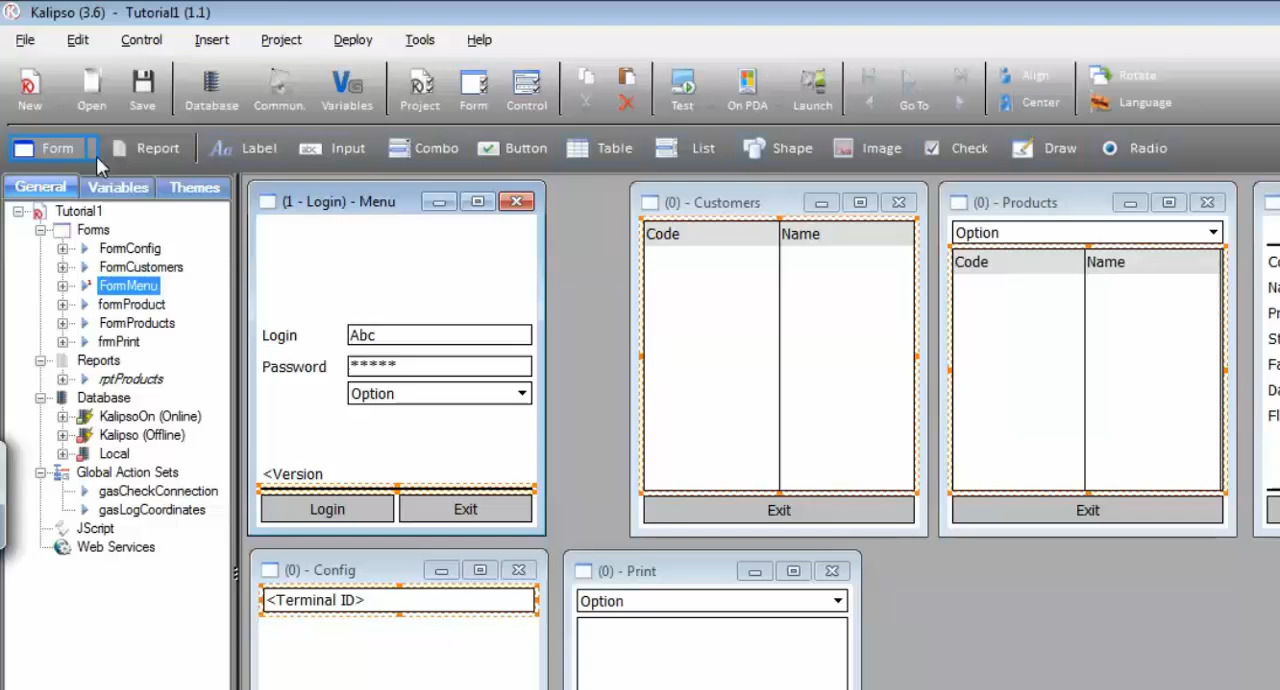 Kalipso (3.6) - Tutorial1 (1.1)
File Edit Control Insert Project Deploy Tools Help
New Open Save Database Commun. Variables Project Form Control Test On PDA Launch Go To Align Center Rotate Language
Form Report Aa Label abc Input Combo Button Table List Shape Image Check Draw Radio
General Variables Themes
Tutorial1
Forms
FormConfig
FormCustomers
FormMenu
formProduct
FormProducts
frmPrint
Reports
rptProducts
Database
KalipsoOn (Online)
Kalipso (Offline)
Local
Global Action Sets
gasCheckConnection
gasLogCoordinates
JScript
Web Services
(1 - Login) - Menu
Login Abc
Password *****
Option
<Version
Login Exit
(0) - Customers
Code Name
Exit
(0) - Products
Option
Code Name
Exit
(0) - Config
<Terminal ID>
(0) - Print
Option